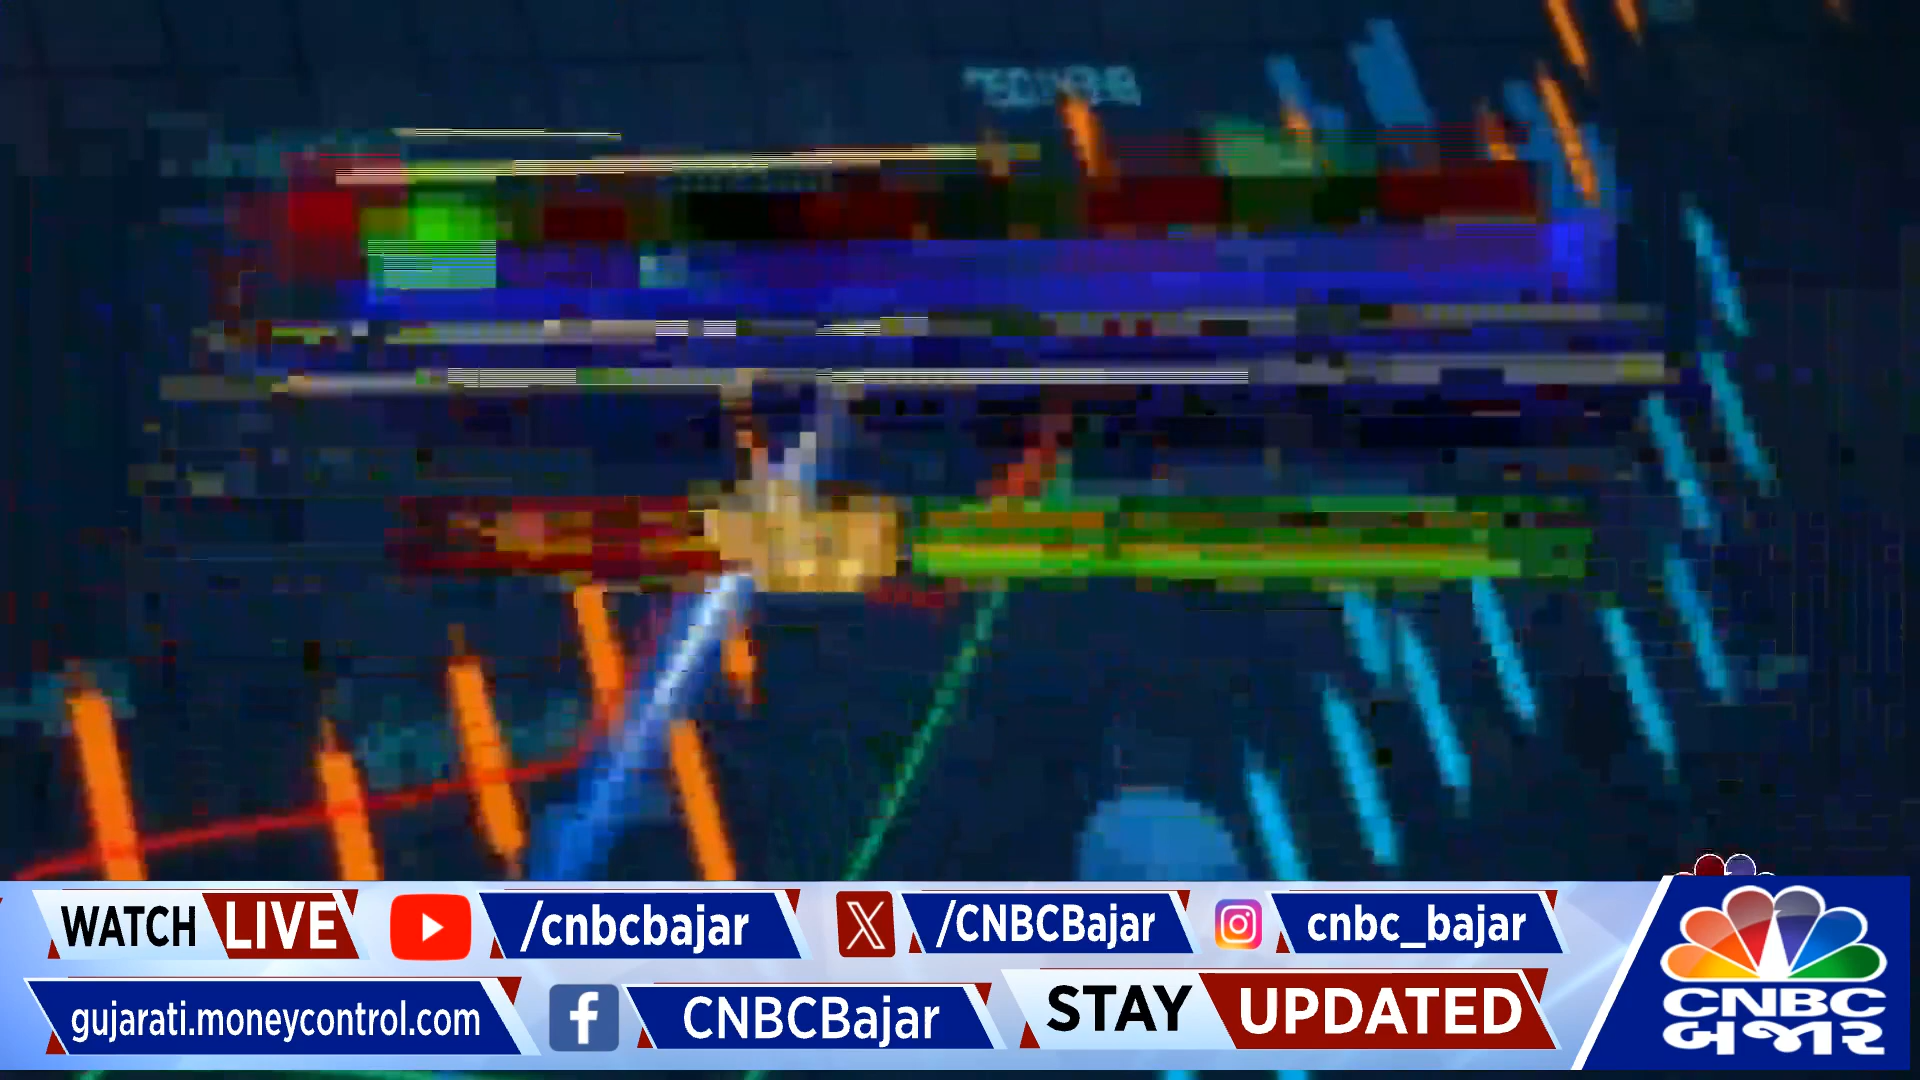 WATCH LIVE /cnbcbajar /CNBCBajar cnbc_bajar
gujarati.moneycontrol.com CNBCBajar STAY UPDATED
CNBC
બજાર